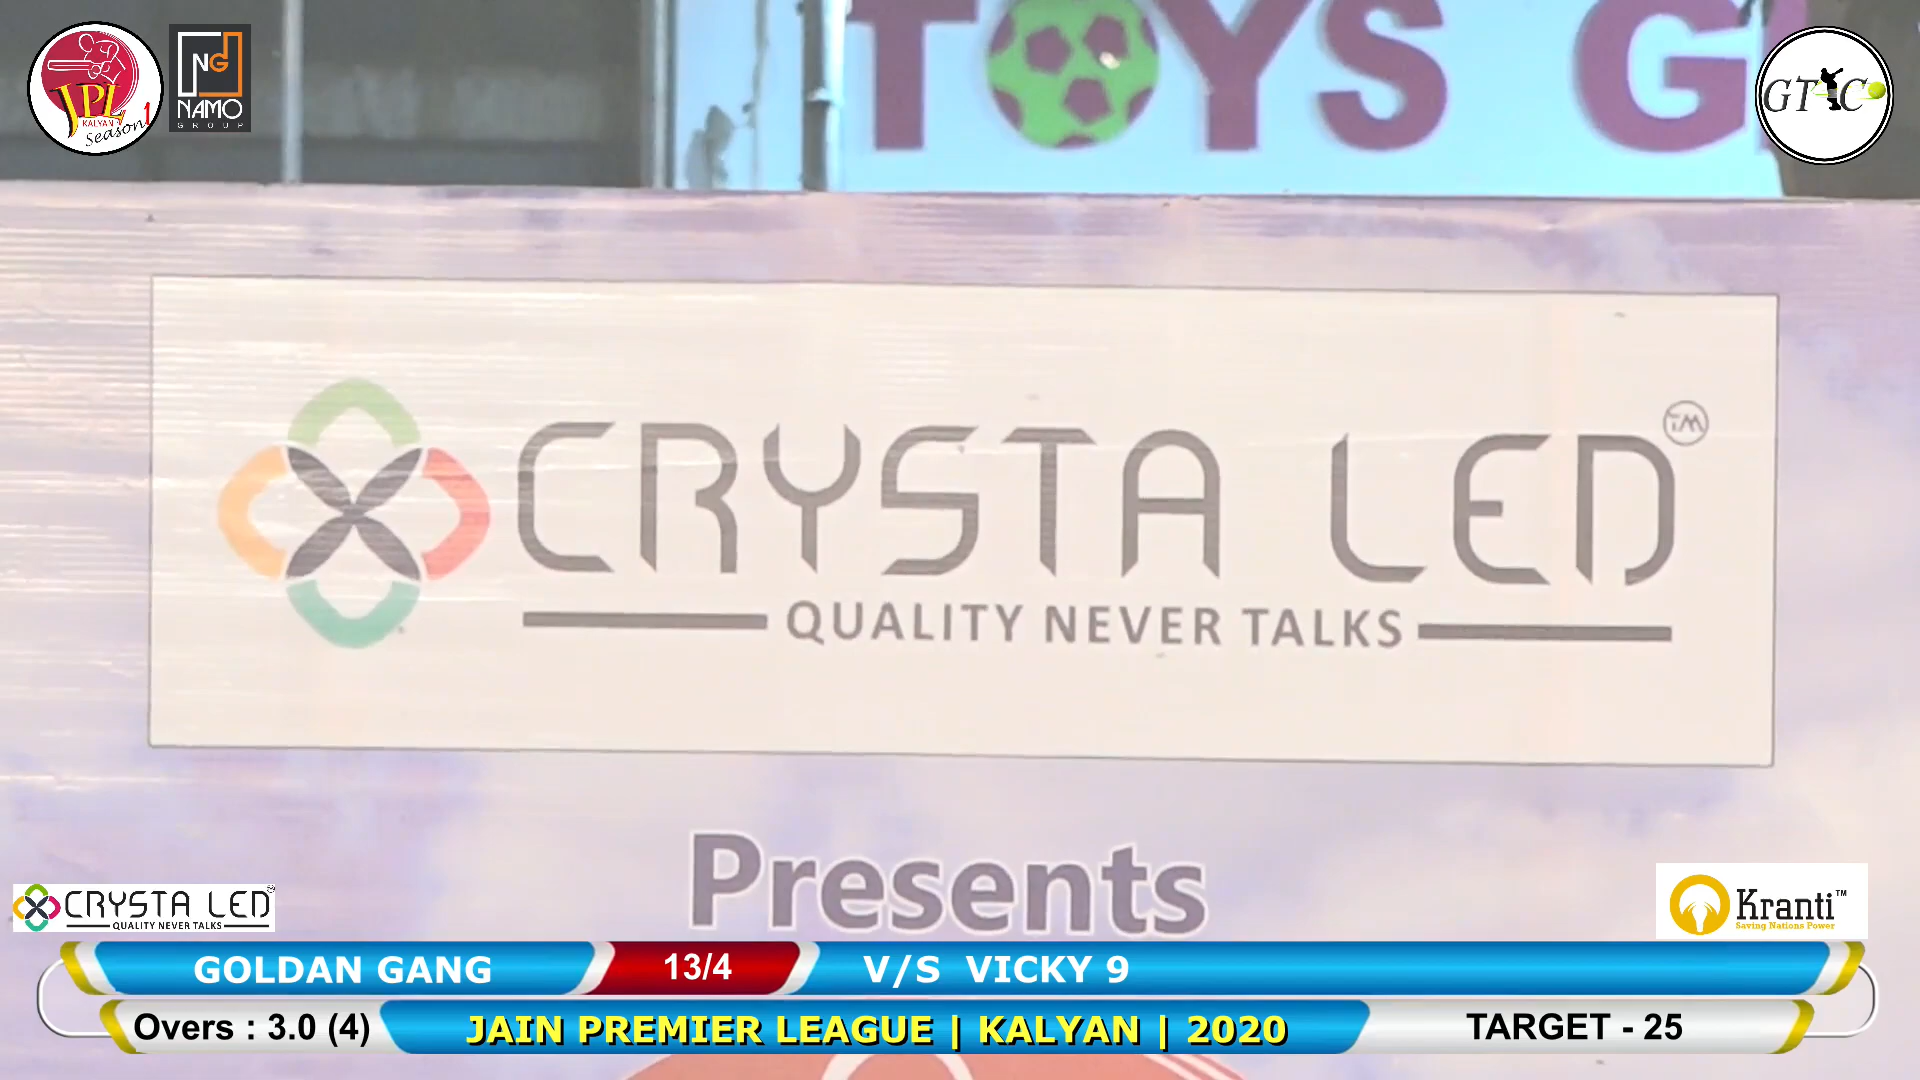 TOYS G
JPL
KALYAN
Season 1
NG
NAMO
GROUP
GTC
CRYSTA LED TM
QUALITY NEVER TALKS
Presents
CRYSTA LED
QUALITY NEVER TALKS
Kranti™
Saving Nations Power
GOLDAN GANG 13/4 V/S VICKY 9
Overs : 3.0 (4) JAIN PREMIER LEAGUE | KALYAN | 2020 TARGET - 25